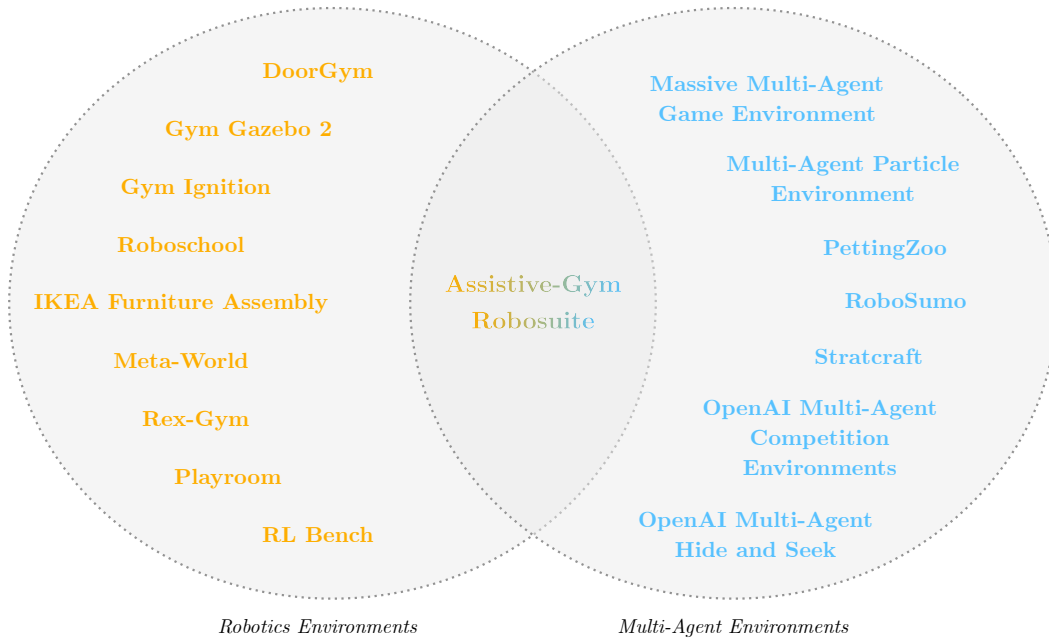 DoorGym
Gym Gazebo 2
Gym Ignition
Roboschool
IKEA Furniture Assembly
Meta-World
Rex-Gym
Playroom
RL Bench
Assistive-Gym
Robosuite
Massive Multi-Agent
Game Environment
Multi-Agent Particle
Environment
PettingZoo
RoboSumo
Stratcraft
OpenAI Multi-Agent
Competition
Environments
OpenAI Multi-Agent
Hide and Seek
Robotics Environments
Multi-Agent Environments